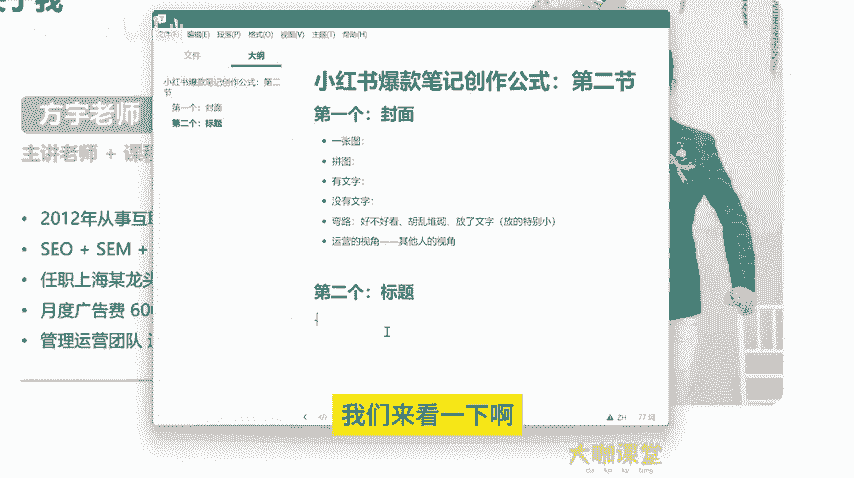 于我
文件(F) 编辑(E) 段落(P) 格式(O) 视图(V) 主题(T) 帮助(H)
文件 大纲
小红书爆款笔记创作公式：第二节
第一个：封面
第二个：标题
小红书爆款笔记创作公式：第二节
第一个：封面
一张图：
拼图：
有文字：
没有文字：
弯路：好不好看、胡乱堆砌、放了文字（放的特别小）
运营的视角——其他人的视角
第二个：标题
方宇老师
主讲老师 + 课程
2012年从事互联
SEO + SEM +
任职上海某龙头
月度广告费 600
管理运营团队
ZH 77 词
我们来看一下啊
大咖课堂